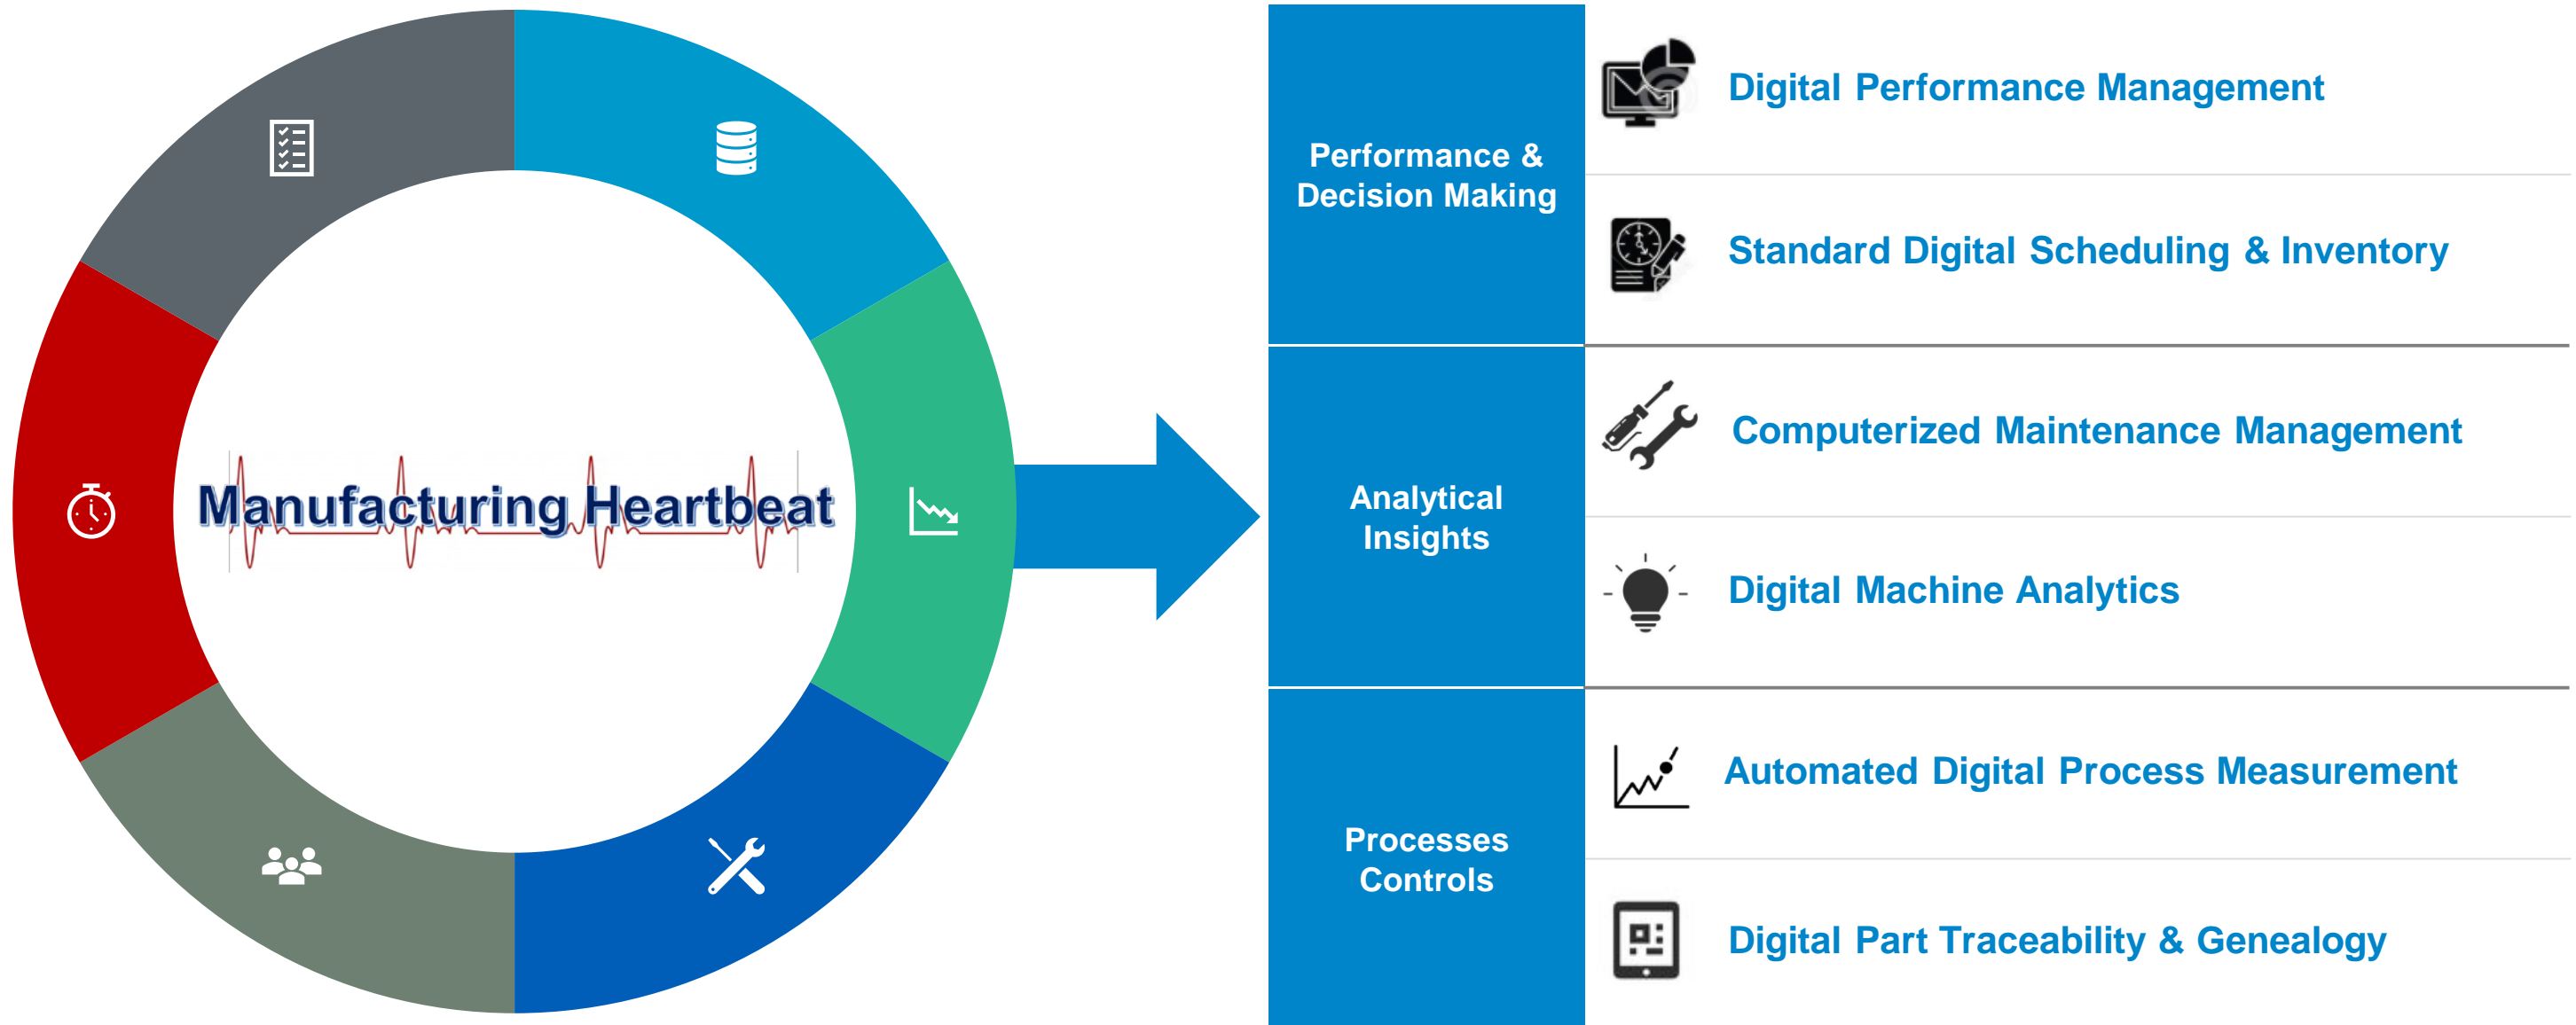 Manufacturing Heartbeat
Performance &
Decision Making
Digital Performance Management
Standard Digital Scheduling & Inventory
Analytical
Insights
Computerized Maintenance Management
Digital Machine Analytics
Processes
Controls
Automated Digital Process Measurement
Digital Part Traceability & Genealogy